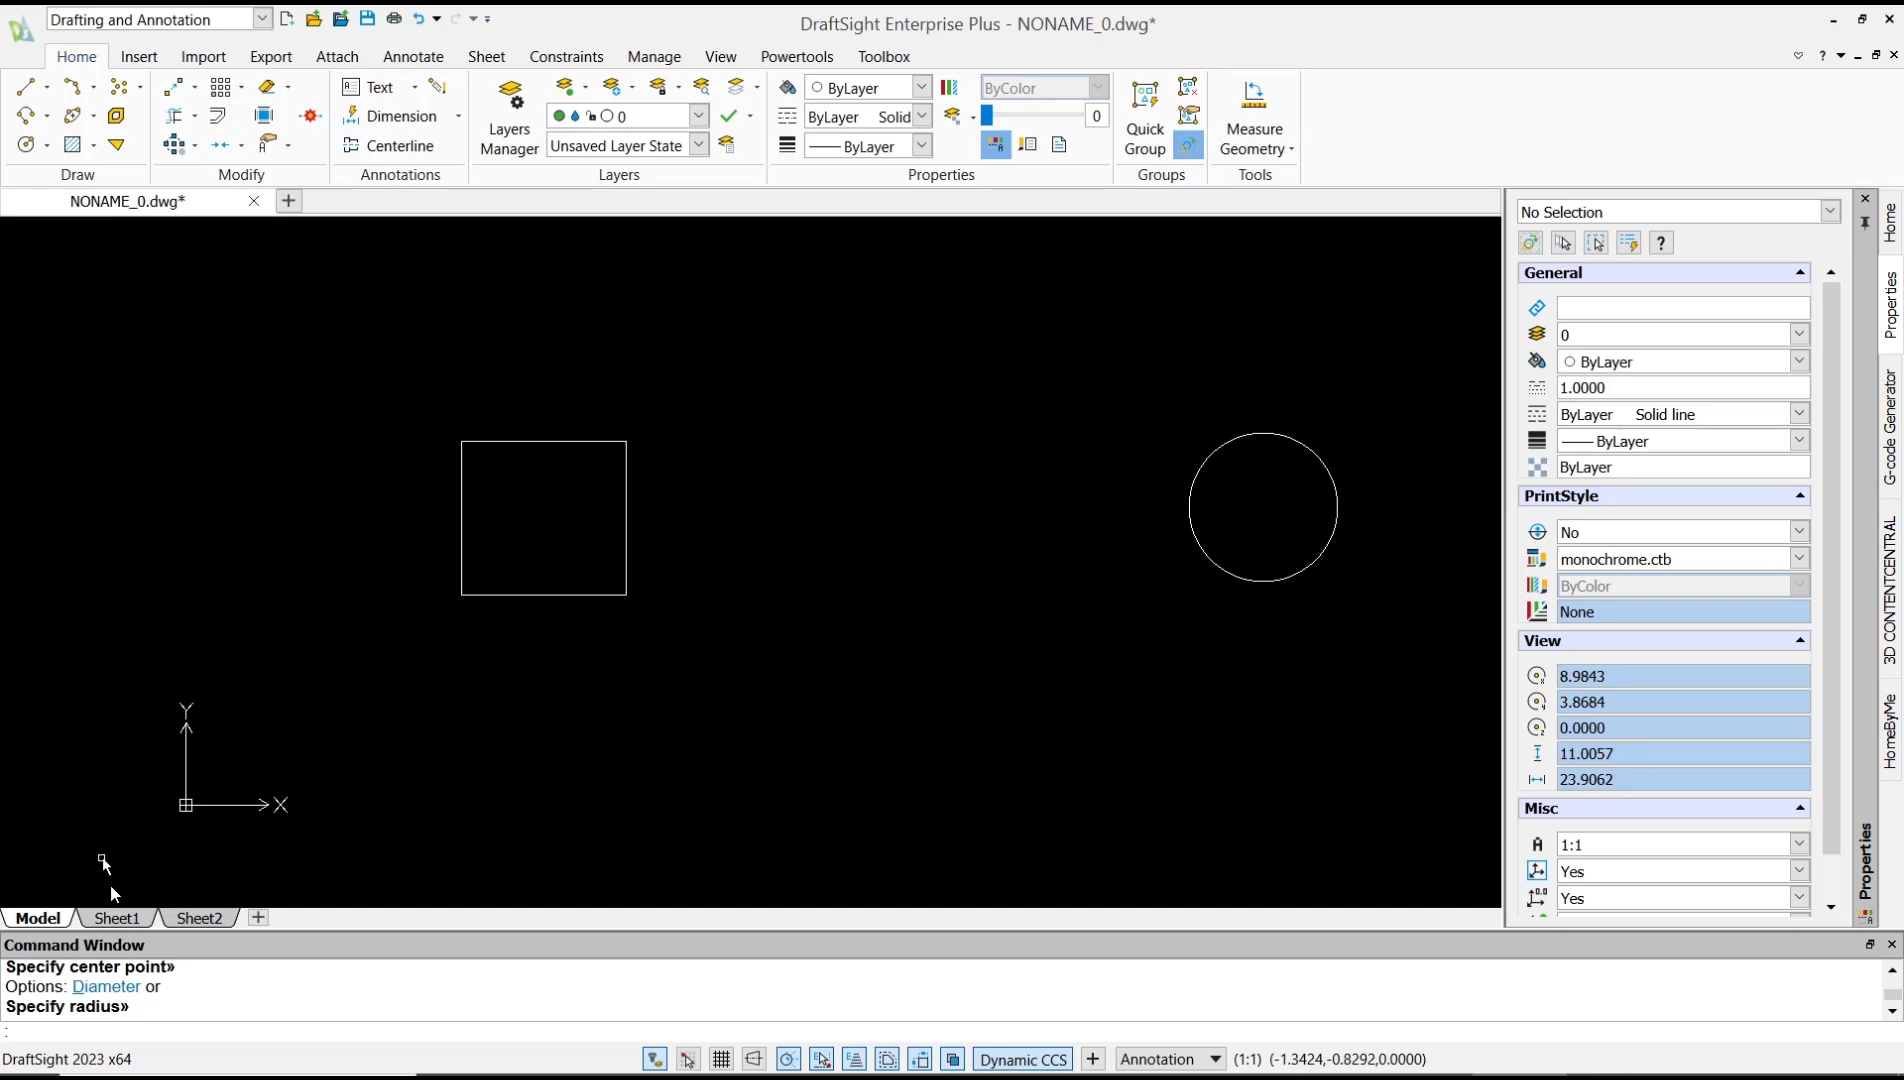 Drafting and Annotation
DraftSight Enterprise Plus - NONAME_0.dwg*
Home Insert Import Export Attach Annotate Sheet Constraints Manage View Powertools Toolbox
?
Text
Dimension
Centerline
Layers
Manager
0
Unsaved Layer State
ByLayer
ByLayer Solid
ByLayer
ByColor
0
Quick
Group
Measure
Geometry
Draw Modify Annotations Layers Properties Groups Tools
NONAME_0.dwg*
No Selection
?
General
0
ByLayer
1.0000
ByLayer Solid line
ByLayer
ByLayer
PrintStyle
No
monochrome.ctb
ByColor
None
View
8.9843
3.8684
0.0000
11.0057
23.9062
Misc
1:1
Yes
Yes
Properties
Home
Properties
G-code Generator
3D CONTENTCENTRAL
HomeByMe
Y
X
Model Sheet1 Sheet2
Command Window
Specify center point»
Options: Diameter or
Specify radius»
:
DraftSight 2023 x64
Dynamic CCS
Annotation
(1:1) (-1.3424,-0.8292,0.0000)